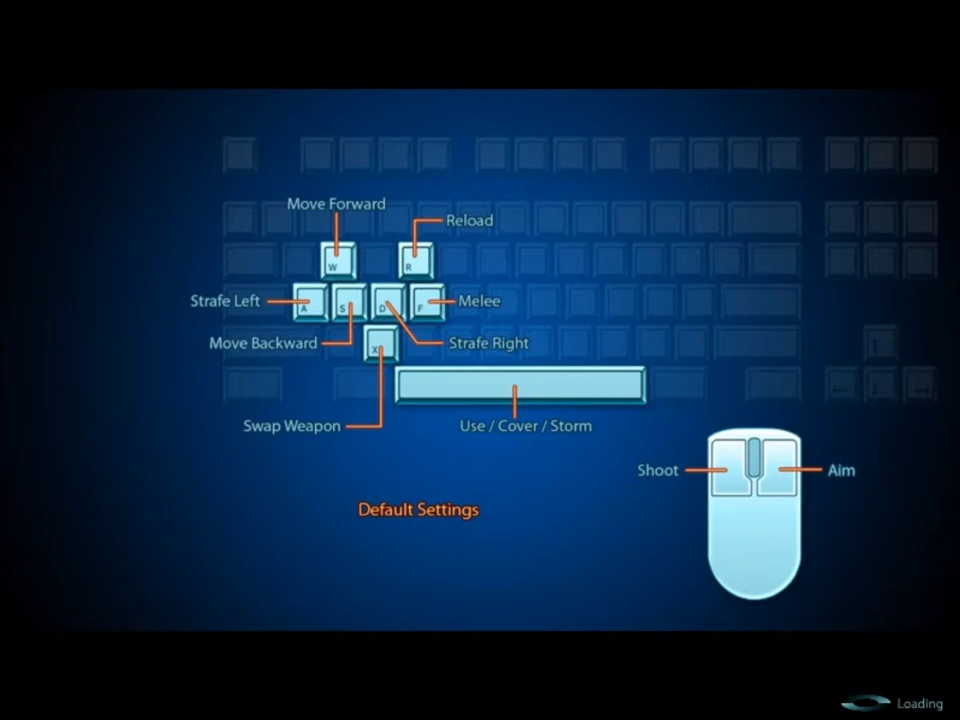 Move Forward
Reload
W
R
Strafe Left
A
S
D
F
Melee
Move Backward
X
Strafe Right
Swap Weapon
Use / Cover / Storm
Shoot
Aim
Default Settings
Loading